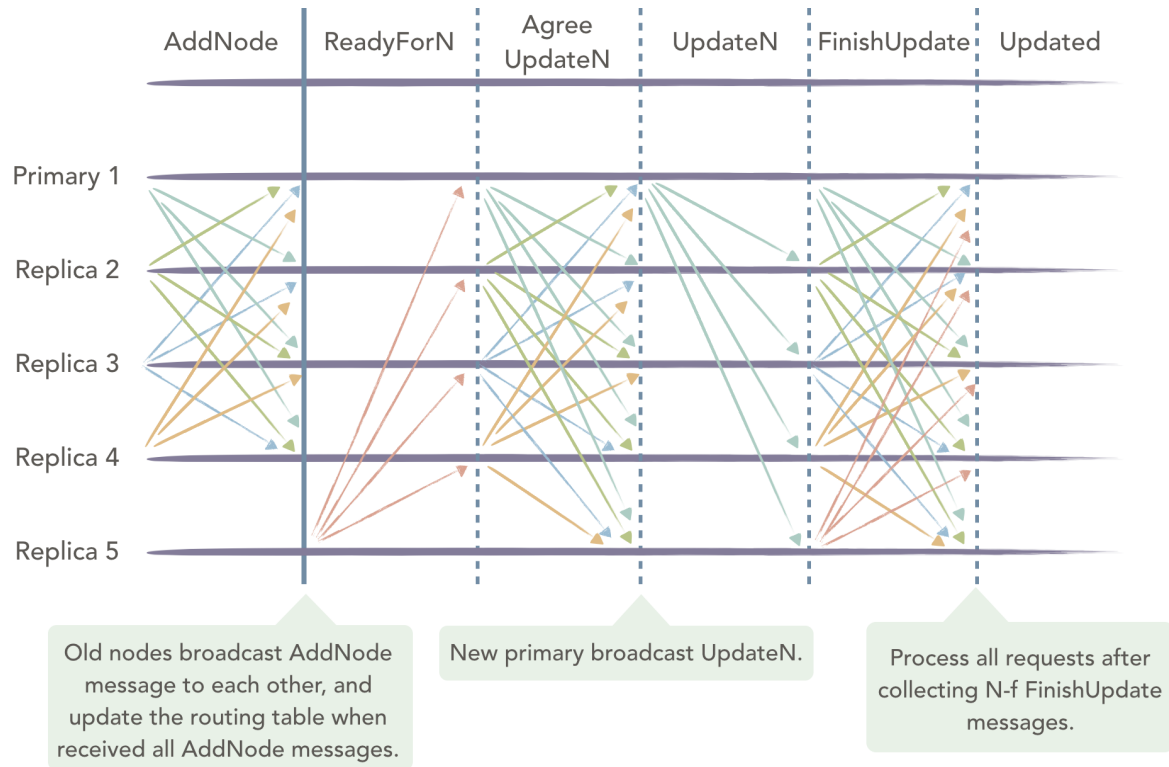 AddNode
ReadyForN
Agree
UpdateN
UpdateN
FinishUpdate
Updated
Primary 1
Replica 2
Replica 3
Replica 4
Replica 5
Old nodes broadcast AddNode
message to each other, and
update the routing table when
received all AddNode messages.
New primary broadcast UpdateN.
Process all requests after
collecting N-f FinishUpdate
messages.